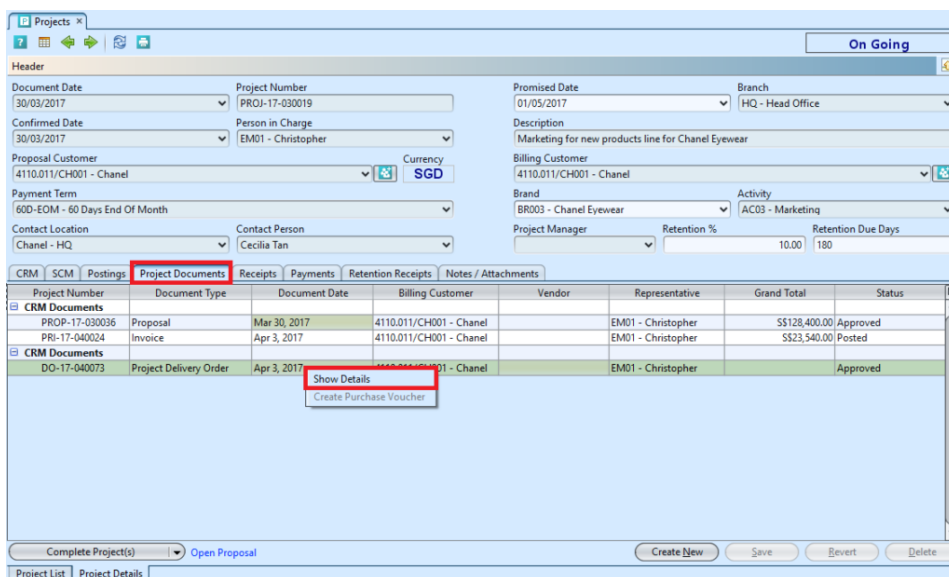 Projects ×
On Going
Header
Document Date Project Number Promised Date Branch
30/03/2017 PROJ-17-030019 01/05/2017 HQ - Head Office
Confirmed Date Person in Charge Description
30/03/2017 EM01 - Christopher Marketing for new products line for Chanel Eyewear
Proposal Customer Currency Billing Customer
4110.011/CH001 - Chanel SGD 4110.011/CH001 - Chanel
Payment Term Brand Activity
60D-EOM - 60 Days End Of Month BR003 - Chanel Eyewear AC03 - Marketing
Contact Location Contact Person Project Manager Retention % Retention Due Days
Chanel - HQ Cecilia Tan 10.00 180
CRM SCM Postings Project Documents Receipts Payments Retention Receipts Notes / Attachments
Project Number Document Type Document Date Billing Customer Vendor Representative Grand Total Status
CRM Documents
PROP-17-030036 Proposal Mar 30, 2017 4110.011/CH001 - Chanel EM01 - Christopher S$128,400.00 Approved
PRI-17-040024 Invoice Apr 3, 2017 4110.011/CH001 - Chanel EM01 - Christopher S$23,540.00 Posted
CRM Documents
DO-17-040073 Project Delivery Order Apr 3, 2017 - Chanel EM01 - Christopher Approved
Show Details
Create Purchase Voucher
Complete Project(s) Open Proposal Create New Save Revert Delete
Project List Project Details